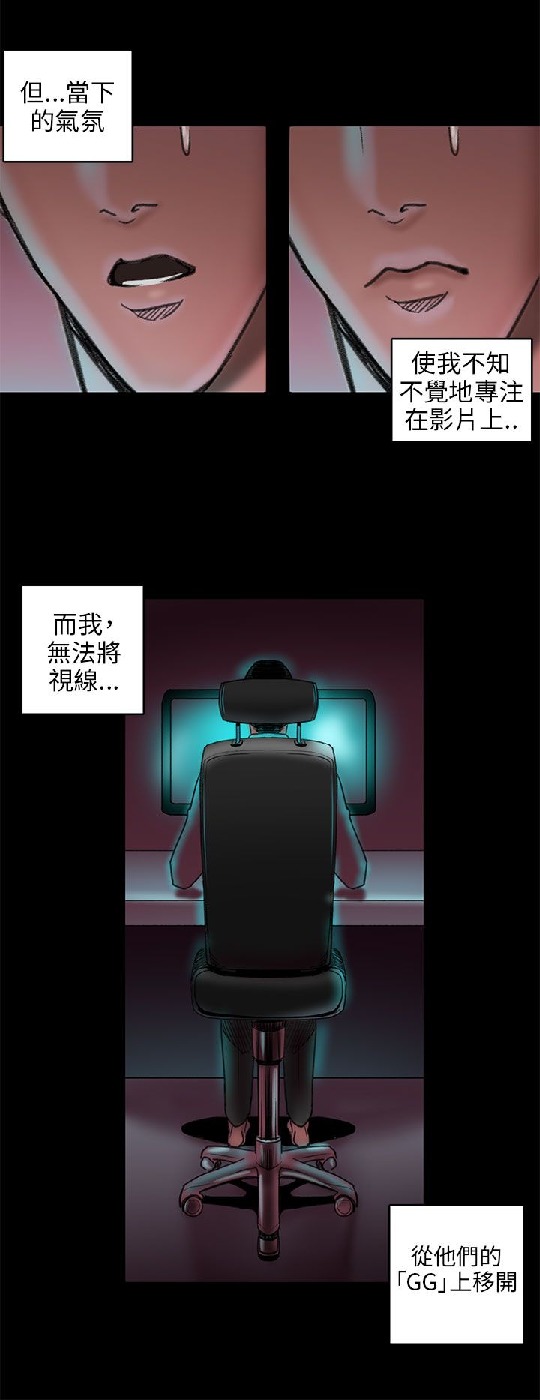 但...當下
的氣氛
使我不知
不覺地專注
在影片上..
而我，
無法將
視線...
從他們的
「GG」上移開